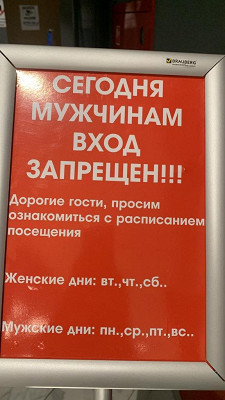 BRAUBERG
СЕГОДНЯ
МУЖЧИНАМ
ВХОД
ЗАПРЕЩЕН!!!
Дорогие гости, просим
ознакомиться с расписанием
посещения
Женские дни: вт.,чт.,сб..
Мужские дни: пн.,ср.,пт.,вс..